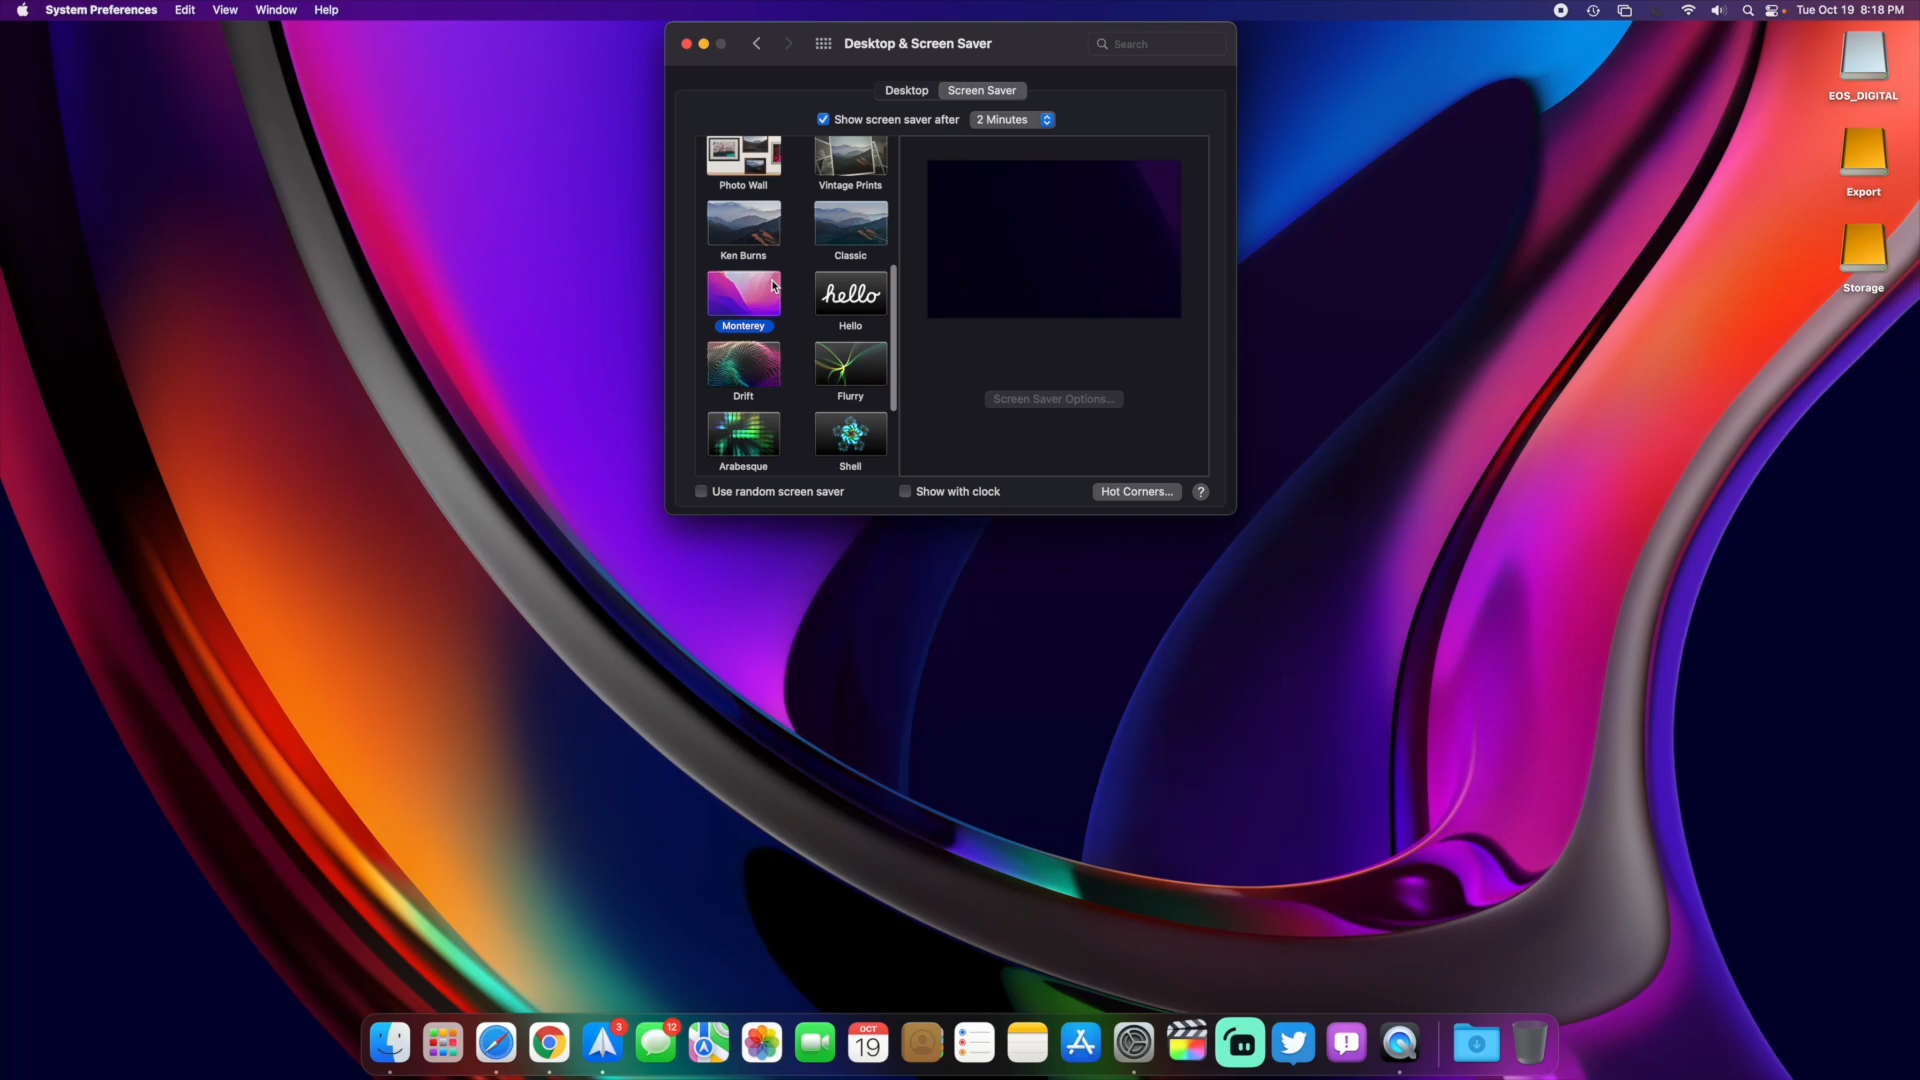 System Preferences Edit View Window Help Tue Oct 19 8:18 PM
Desktop & Screen Saver Search
Desktop Screen Saver
Show screen saver after 2 Minutes
Photo Wall Vintage Prints
Ken Burns Classic
hello
Monterey Hello
Drift Flurry
Arabesque Shell
Screen Saver Options...
Use random screen saver Show with clock Hot Corners... ?
EOS_DIGITAL
Export
Storage
3 12 OCT
19